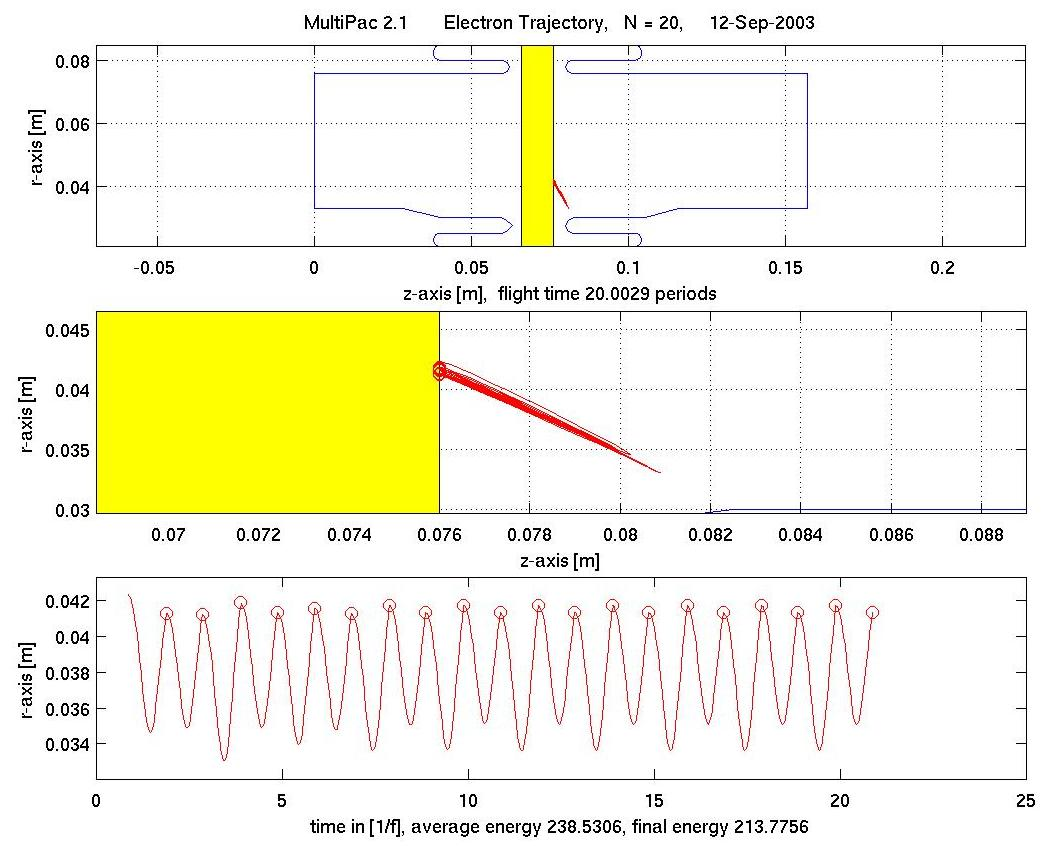 MultiPac 2.1 Electron Trajectory, N = 20, 12-Sep-2003
r-axis [m]
0.08
0.06
0.04
-0.05 0 0.05 0.1 0.15 0.2
z-axis [m], flight time 20.0029 periods
r-axis [m]
0.045
0.04
0.035
0.03
0.07 0.072 0.074 0.076 0.078 0.08 0.082 0.084 0.086 0.088
z-axis [m]
r-axis [m]
0.042
0.04
0.038
0.036
0.034
0 5 10 15 20 25
time in [1/f], average energy 238.5306, final energy 213.7756